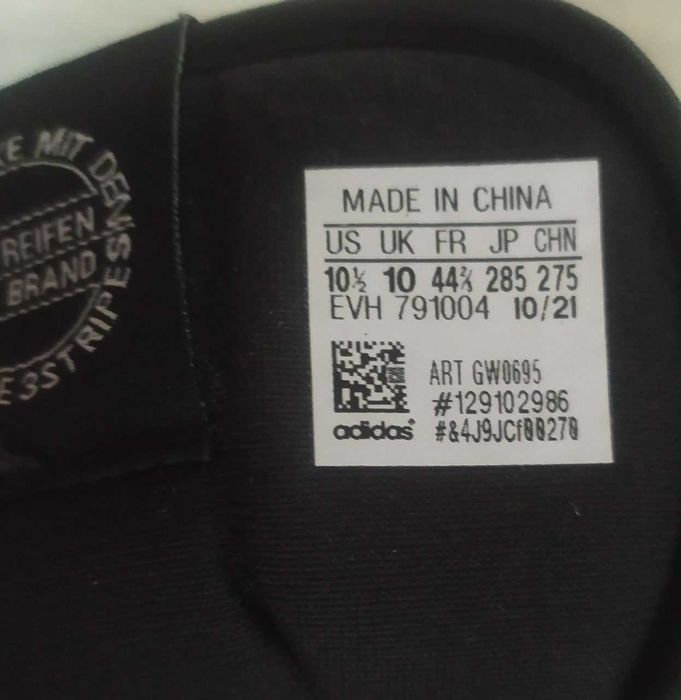 MIT DEN
REIFEN
BRAND
3STRIPES
MADE IN CHINA
US UK FR JP CHN
10½ 10 44⅔ 285 275
EVH 791004 10/21
ART GW0695
#129102986
adidas #&4J9JCf00270